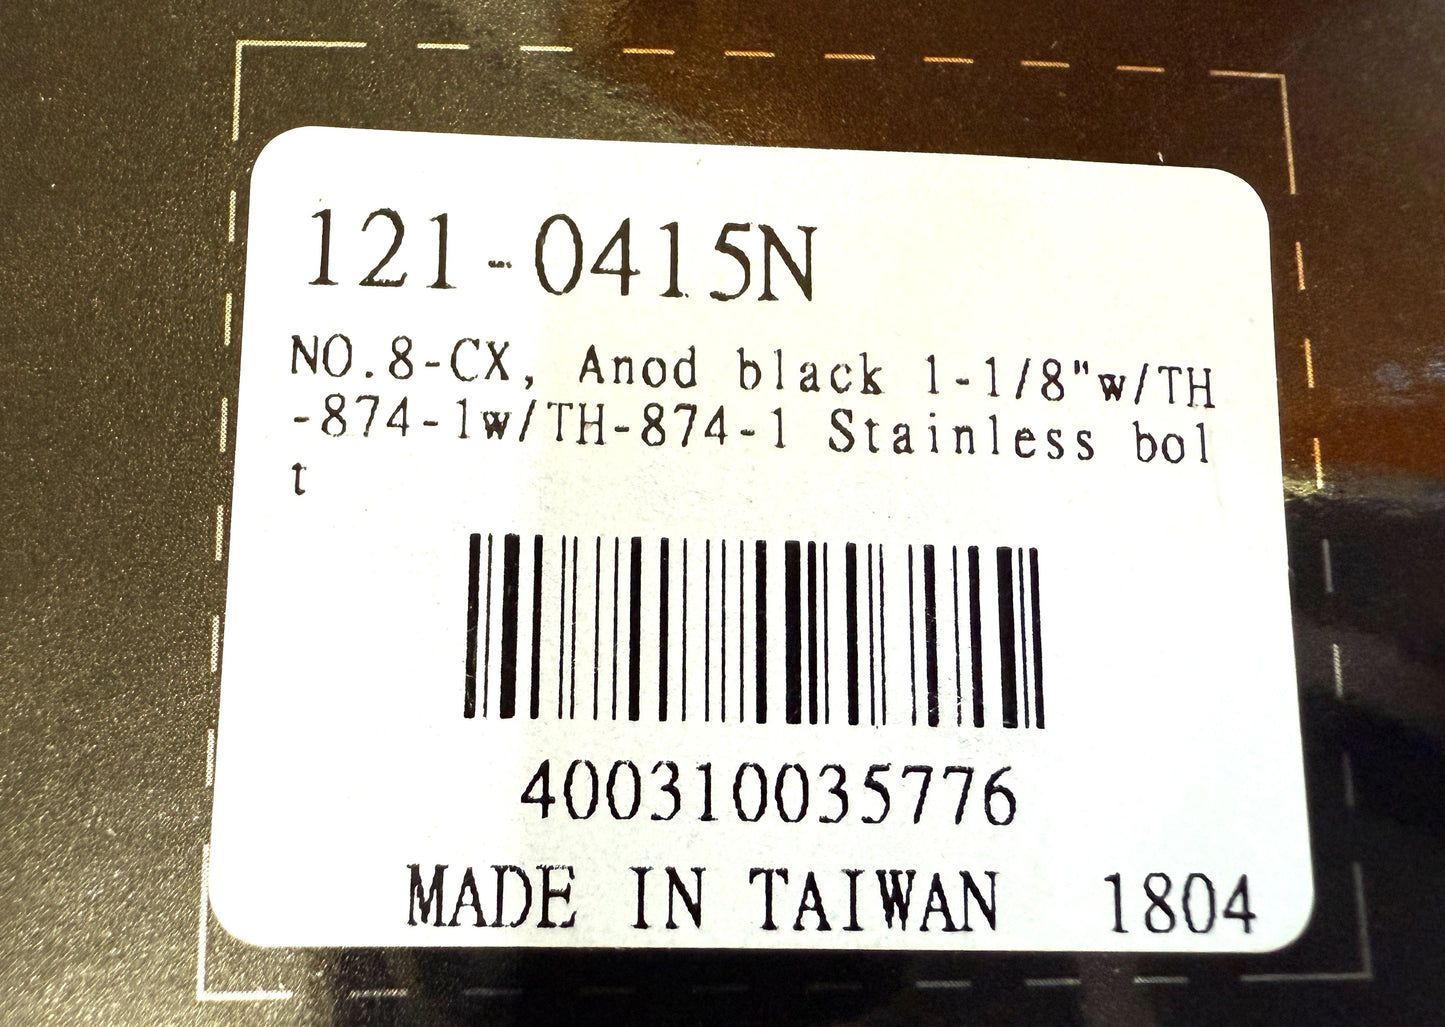 121-0415N
NO.8-CX, Anod black 1-1/8"w/TH
-874-1w/TH-874-1 Stainless bol
t
400310035776
MADE IN TAIWAN 1804